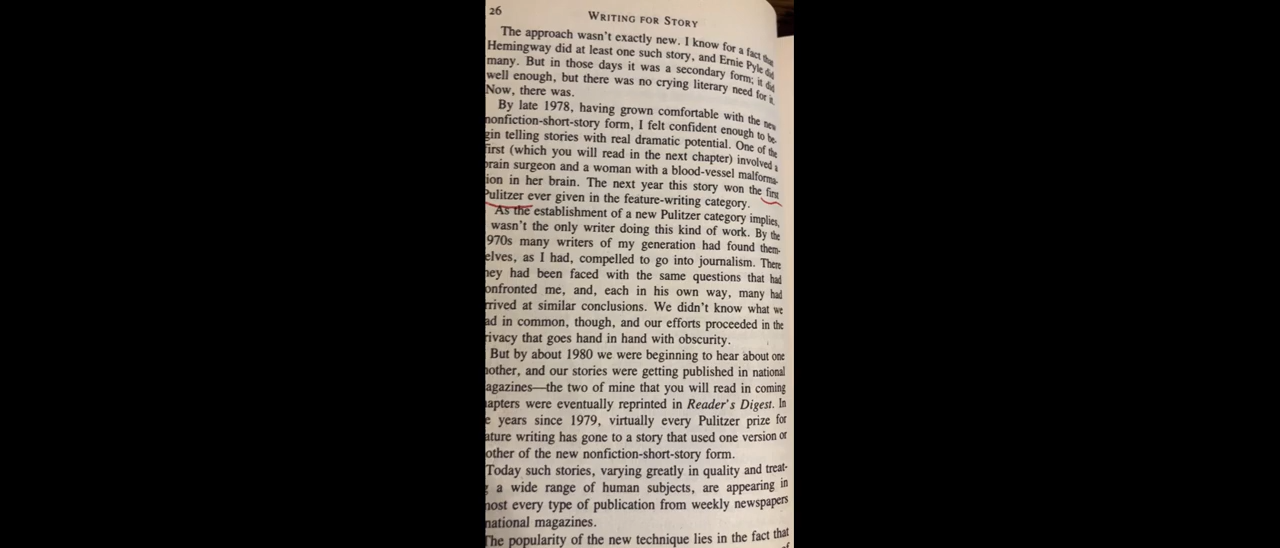 26
WRITING FOR STORY
The approach wasn't exactly new. I know for a fact that
Hemingway did at least one such story, and Ernie Pyle did
many. But in those days it was a secondary form; it did
well enough, but there was no crying literary need for it.
Now, there was.
By late 1978, having grown comfortable with the new
nonfiction-short-story form, I felt confident enough to be-
gin telling stories with real dramatic potential. One of the
first (which you will read in the next chapter) involved a
brain surgeon and a woman with a blood-vessel malforma-
ion in her brain. The next year this story won the first
Pulitzer ever given in the feature-writing category.
As the establishment of a new Pulitzer category implies,
wasn't the only writer doing this kind of work. By the
970s many writers of my generation had found them-
elves, as I had, compelled to go into journalism. There
hey had been faced with the same questions that had
onfronted me, and, each in his own way, many had
rrived at similar conclusions. We didn't know what we
ad in common, though, and our efforts proceeded in the
rivacy that goes hand in hand with obscurity.
But by about 1980 we were beginning to hear about one
nother, and our stories were getting published in national
agazines—the two of mine that you will read in coming
hapters were eventually reprinted in Reader's Digest. In
e years since 1979, virtually every Pulitzer prize for
ature writing has gone to a story that used one version or
other of the new nonfiction-short-story form.
Today such stories, varying greatly in quality and treat-
g a wide range of human subjects, are appearing in
most every type of publication from weekly newspapers
national magazines.
The popularity of the new technique lies in the fact that
of